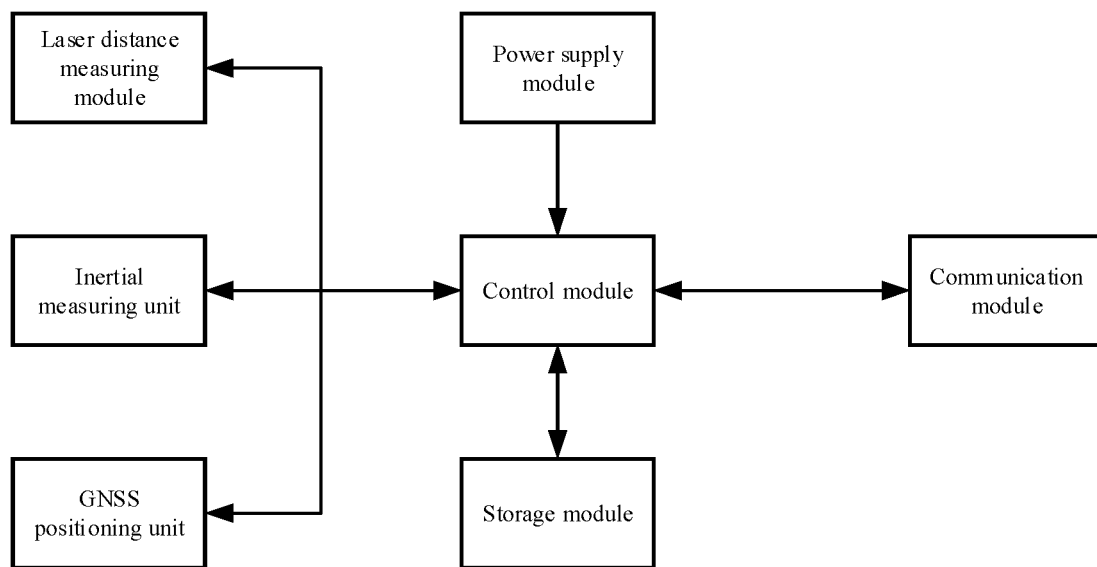 Laser distance
measuring
module
Power supply
module
Inertial
measuring unit
Control module
Communication
module
GNSS
positioning unit
Storage module